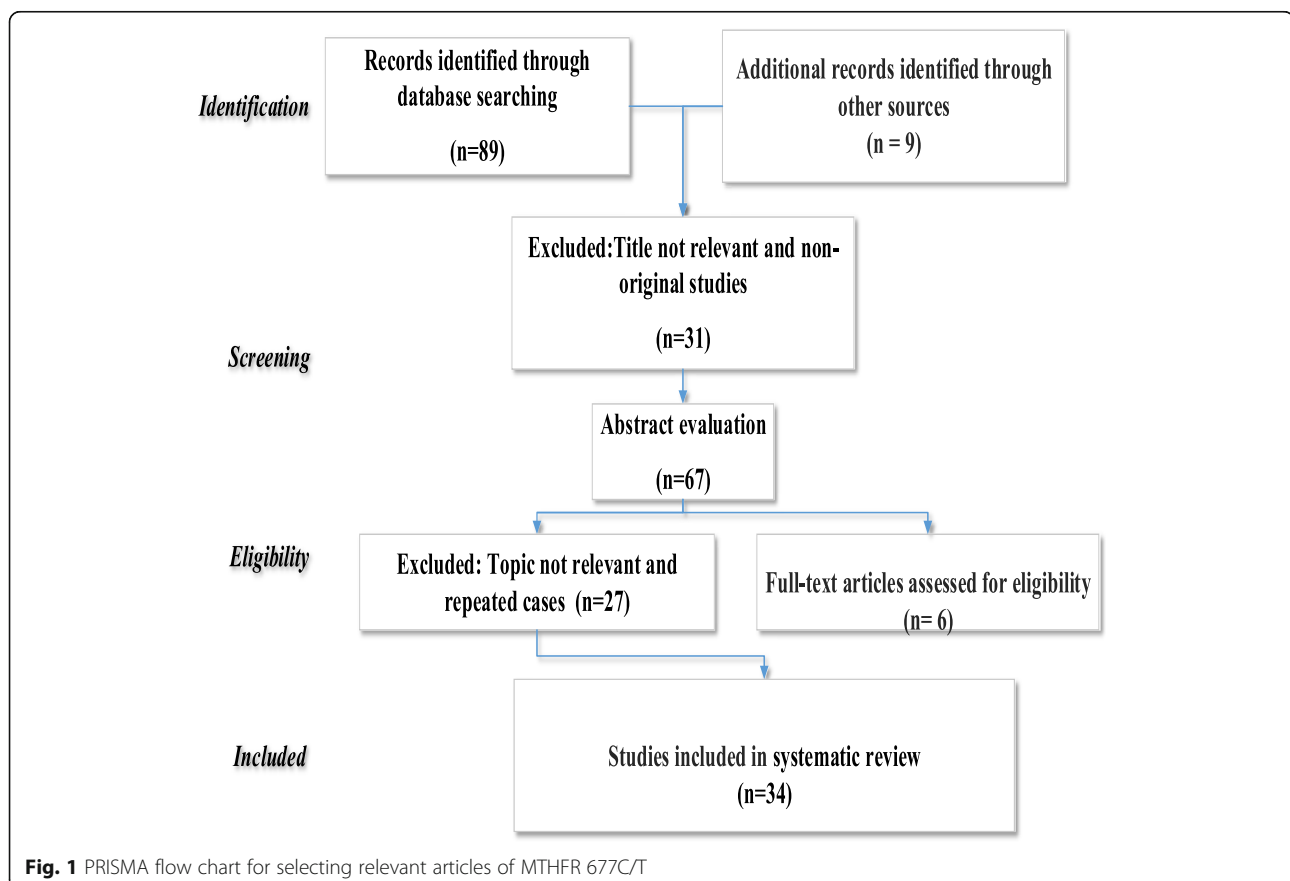 Records identified through
database searching
(n=89)
Additional records identified through
other sources
(n = 9)
Identification
Excluded:Title not relevant and non-
original studies
(n=31)
Screening
Abstract evaluation
(n=67)
Eligibility
Excluded: Topic not relevant and
repeated cases (n=27)
Full-text articles assessed for eligibility
(n= 6)
Included
Studies included in systematic review
(n=34)
Fig. 1 PRISMA flow chart for selecting relevant articles of MTHFR 677C/T